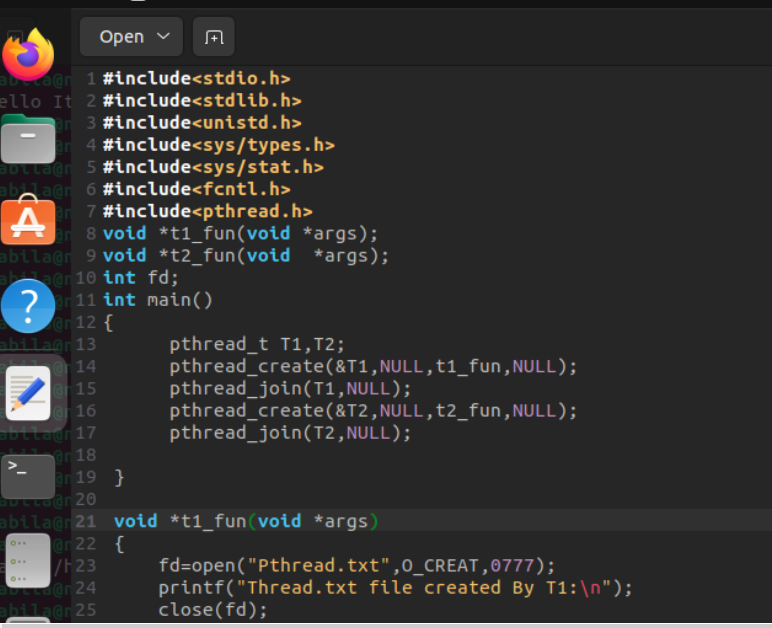 Open
1 #include<stdio.h>
2 #include<stdlib.h>
3 #include<unistd.h>
4 #include<sys/types.h>
5 #include<sys/stat.h>
6 #include<fcntl.h>
7 #include<pthread.h>
8 void *t1_fun(void *args);
9 void *t2_fun(void  *args);
10 int fd;
11 int main()
12 {
13       pthread_t T1,T2;
14       pthread_create(&T1,NULL,t1_fun,NULL);
15       pthread_join(T1,NULL);
16       pthread_create(&T2,NULL,t2_fun,NULL);
17       pthread_join(T2,NULL);
18
19  }
20
21  void *t1_fun(void *args)
22  {
23      fd=open("Pthread.txt",O_CREAT,0777);
24      printf("Thread.txt file created By T1:\n");
25      close(fd);